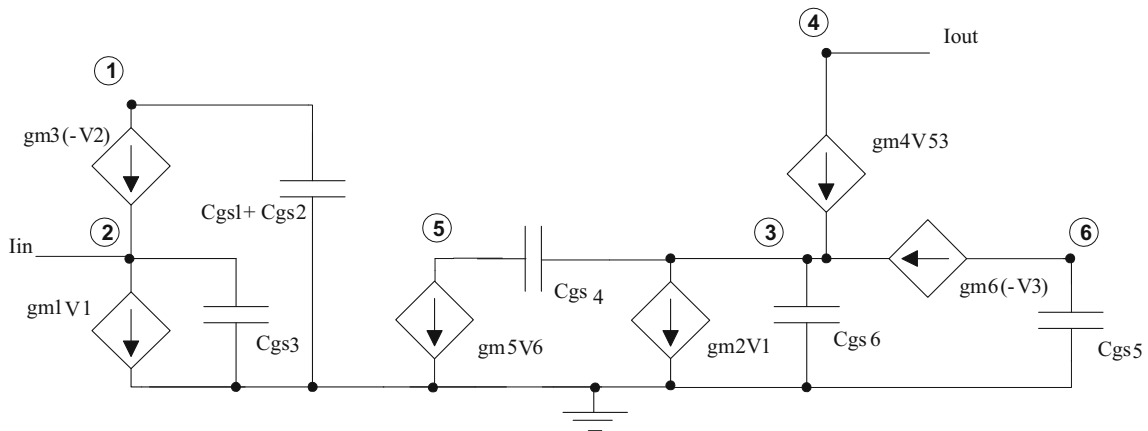 4
Iout
1
gm3(-V2)
gm4V53
Cgs1+ Cgs2
2
5
3
6
Iin
Cgs 4
gm6(-V3)
gm1V1
Cgs3
gm5V6
gm2V1
Cgs 6
Cgs5